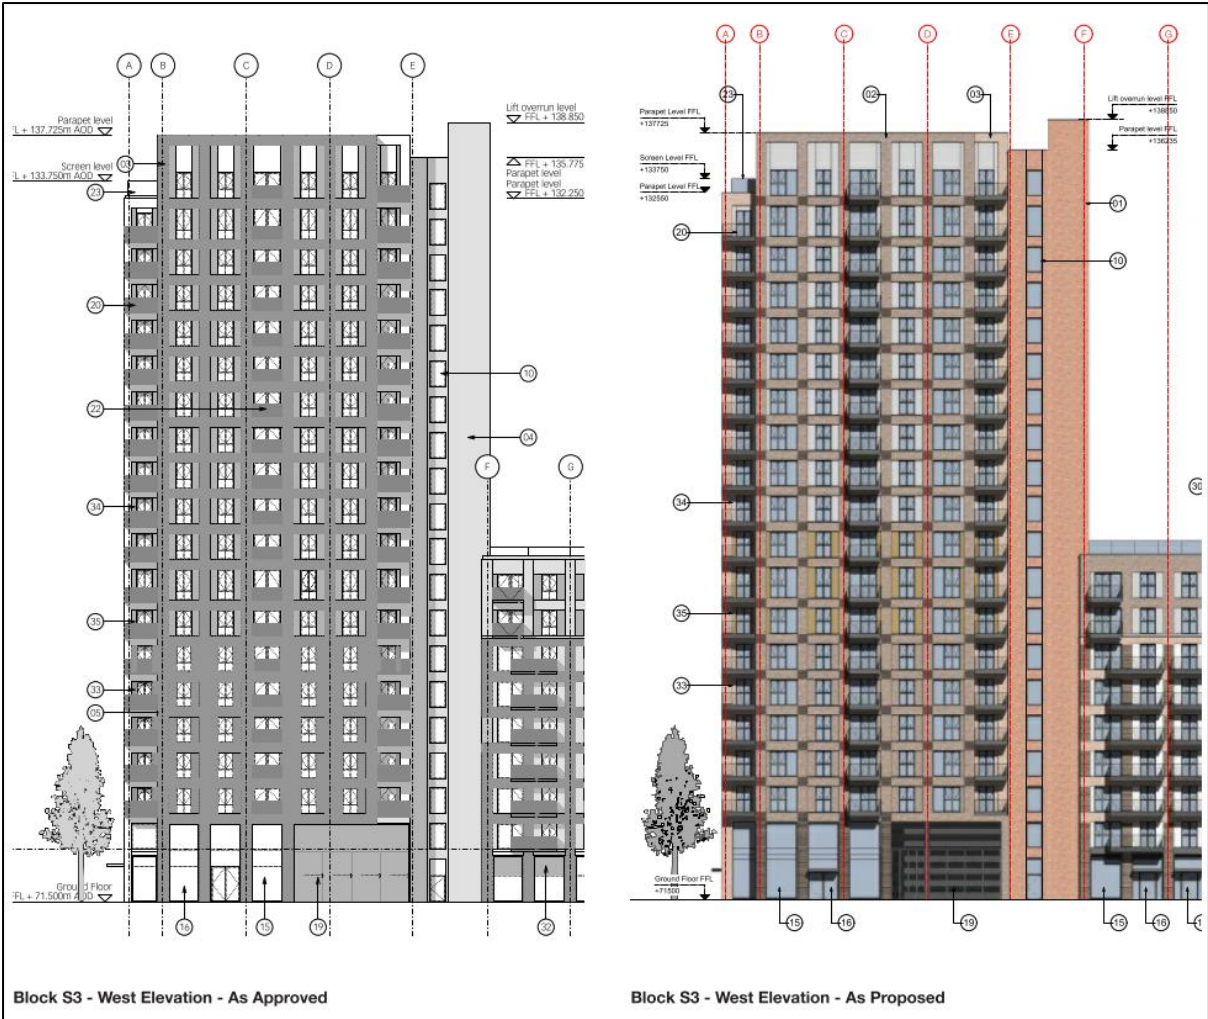 A
B
C
D
E
Parapet level
FL + 137.725m AOD
Screen level
FL + 133.750m AOD
Lift overrun level
FFL + 138.850
FFL + 135.775
Parapet level
Parapet level
FFL + 132.250
03
23
20
10
22
04
F
G
34
35
33
05
Ground Floor
FFL + 71.500m AOD
16
15
19
32
Block S3 - West Elevation - As Approved
A
B
C
D
E
F
G
23
02
03
Parapet Level FFL
+137725
Screen Level FFL
+133750
Parapet Level FFL
+132550
Lift overrun level FFL
+138850
Parapet level FFL
+136235
01
20
10
34
30
35
33
Ground Floor FFL
+71500
15
16
19
15
16
Block S3 - West Elevation - As Proposed